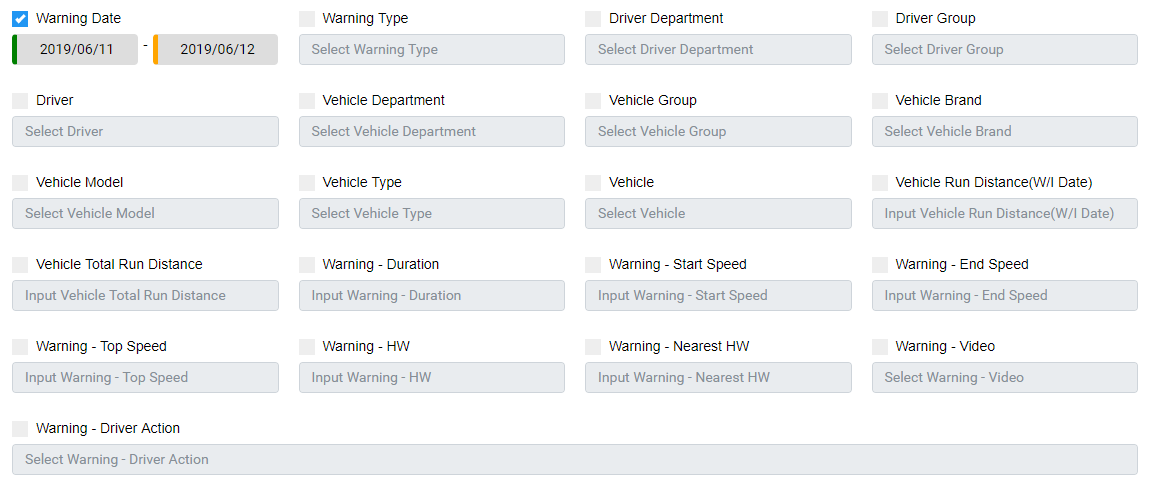 Warning Date Warning Type Driver Department Driver Group
2019/06/11 - 2019/06/12 Select Warning Type Select Driver Department Select Driver Group
Driver Vehicle Department Vehicle Group Vehicle Brand
Select Driver Select Vehicle Department Select Vehicle Group Select Vehicle Brand
Vehicle Model Vehicle Type Vehicle Vehicle Run Distance(W/I Date)
Select Vehicle Model Select Vehicle Type Select Vehicle Input Vehicle Run Distance(W/I Date)
Vehicle Total Run Distance Warning - Duration Warning - Start Speed Warning - End Speed
Input Vehicle Total Run Distance Input Warning - Duration Input Warning - Start Speed Input Warning - End Speed
Warning - Top Speed Warning - HW Warning - Nearest HW Warning - Video
Input Warning - Top Speed Input Warning - HW Input Warning - Nearest HW Select Warning - Video
Warning - Driver Action
Select Warning - Driver Action